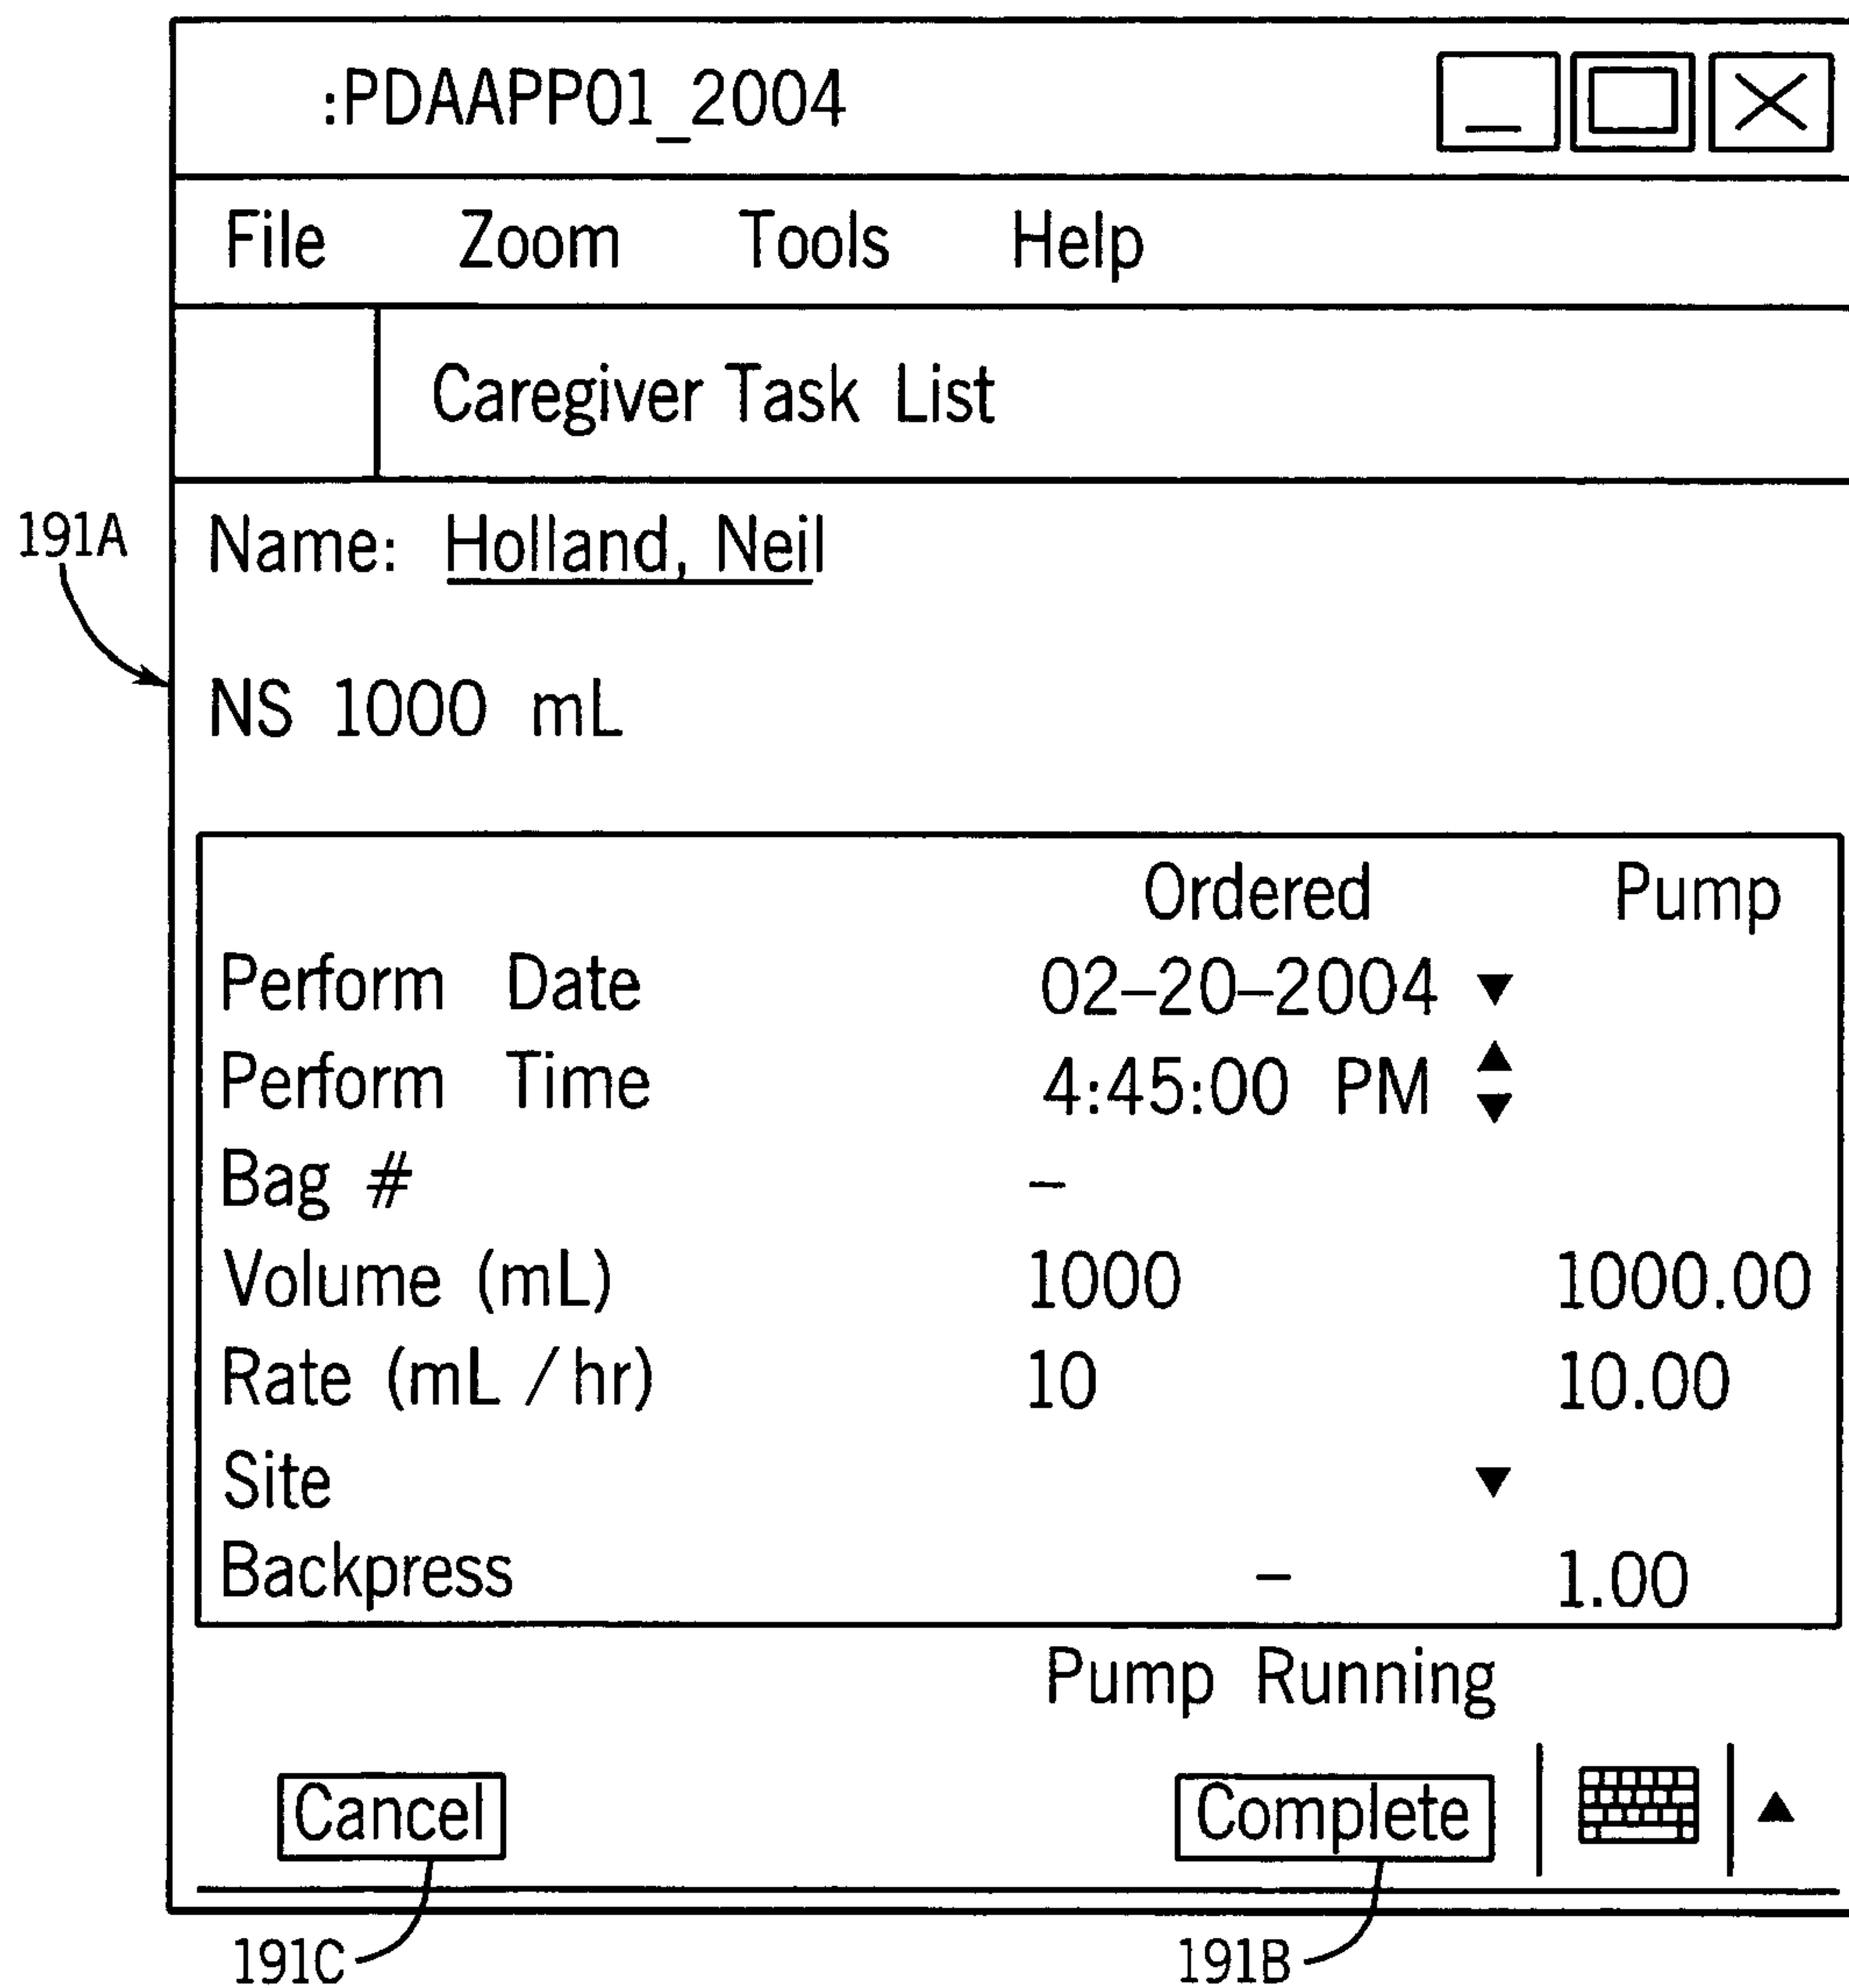 :PDAAPP01_2004
File Zoom Tools Help
Caregiver Task List
191A
Name: Holland, Neil
NS 1000 mL
Ordered Pump
Perform Date 02–20–2004 ▼
Perform Time 4:45:00 PM ▲▼
Bag # –
Volume (mL) 1000 1000.00
Rate (mL / hr) 10 10.00
Site ▼
Backpress – 1.00
Pump Running
Cancel Complete ▲
191C 191B